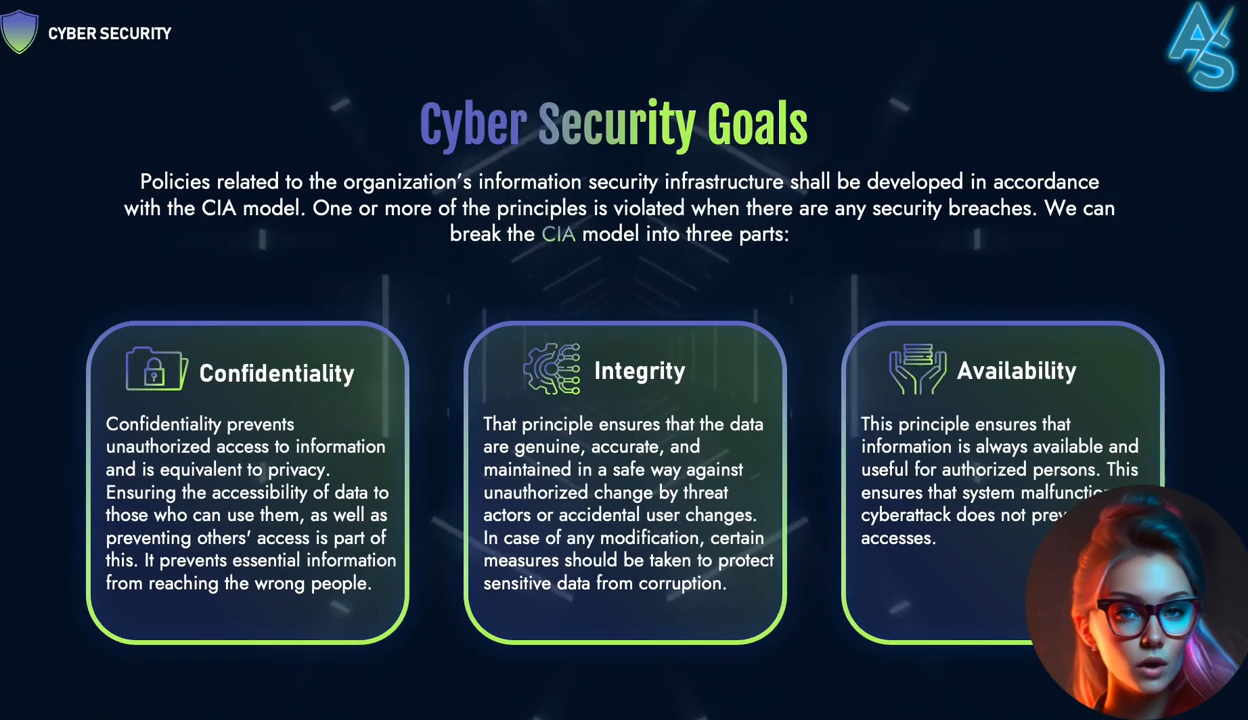 CYBER SECURITY
AS
Cyber Security Goals
Policies related to the organization’s information security infrastructure shall be developed in accordance
with the CIA model. One or more of the principles is violated when there are any security breaches. We can
break the CIA model into three parts:
Confidentiality
Confidentiality prevents
unauthorized access to information
and is equivalent to privacy.
Ensuring the accessibility of data to
those who can use them, as well as
preventing others’ access is part of
this. It prevents essential information
from reaching the wrong people.
Integrity
That principle ensures that the data
are genuine, accurate, and
maintained in a safe way against
unauthorized change by threat
actors or accidental user changes.
In case of any modification, certain
measures should be taken to protect
sensitive data from corruption.
Availability
This principle ensures that
information is always available and
useful for authorized persons. This
ensures that system
cyberattack does not
accesses.